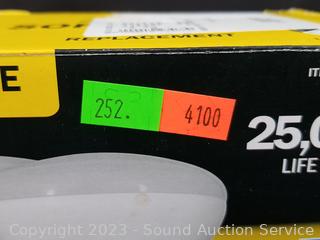 REPLACEMENT
E
252.
4100
25,0
LIFE
Copyright 2023 - Sound Auction Service